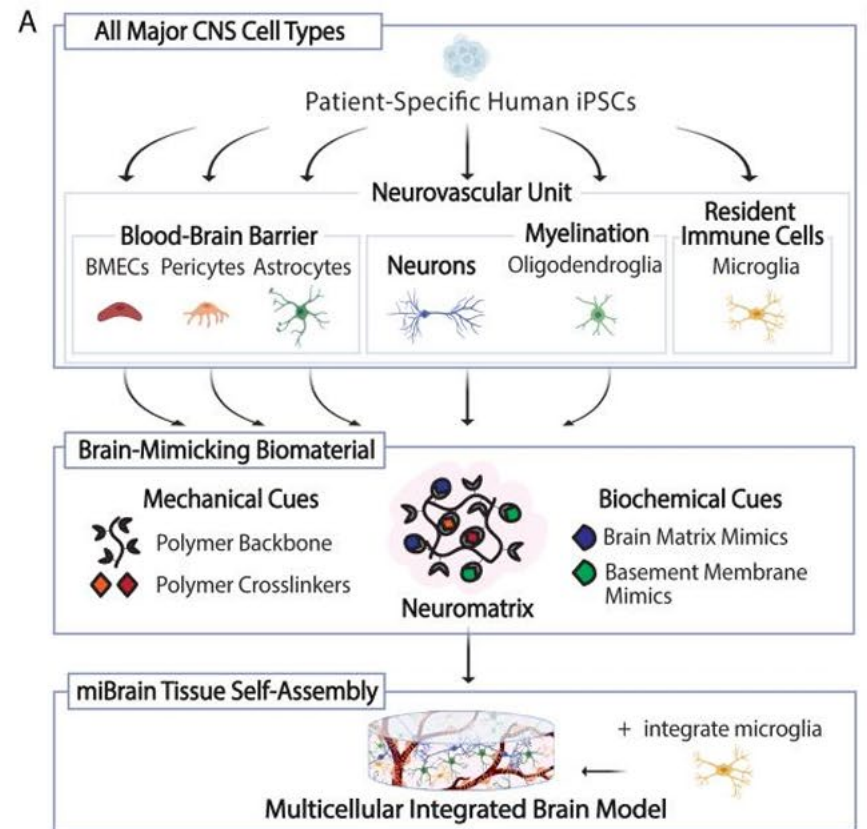 A
All Major CNS Cell Types
Patient-Specific Human iPSCs
Neurovascular Unit
Blood-Brain Barrier
BMECs Pericytes Astrocytes
Neurons
Myelination
Oligodendroglia
Resident
Immune Cells
Microglia
Brain-Mimicking Biomaterial
Mechanical Cues
Polymer Backbone
Polymer Crosslinkers
Neuromatrix
Biochemical Cues
Brain Matrix Mimics
Basement Membrane
Mimics
miBrain Tissue Self-Assembly
+ integrate microglia
Multicellular Integrated Brain Model